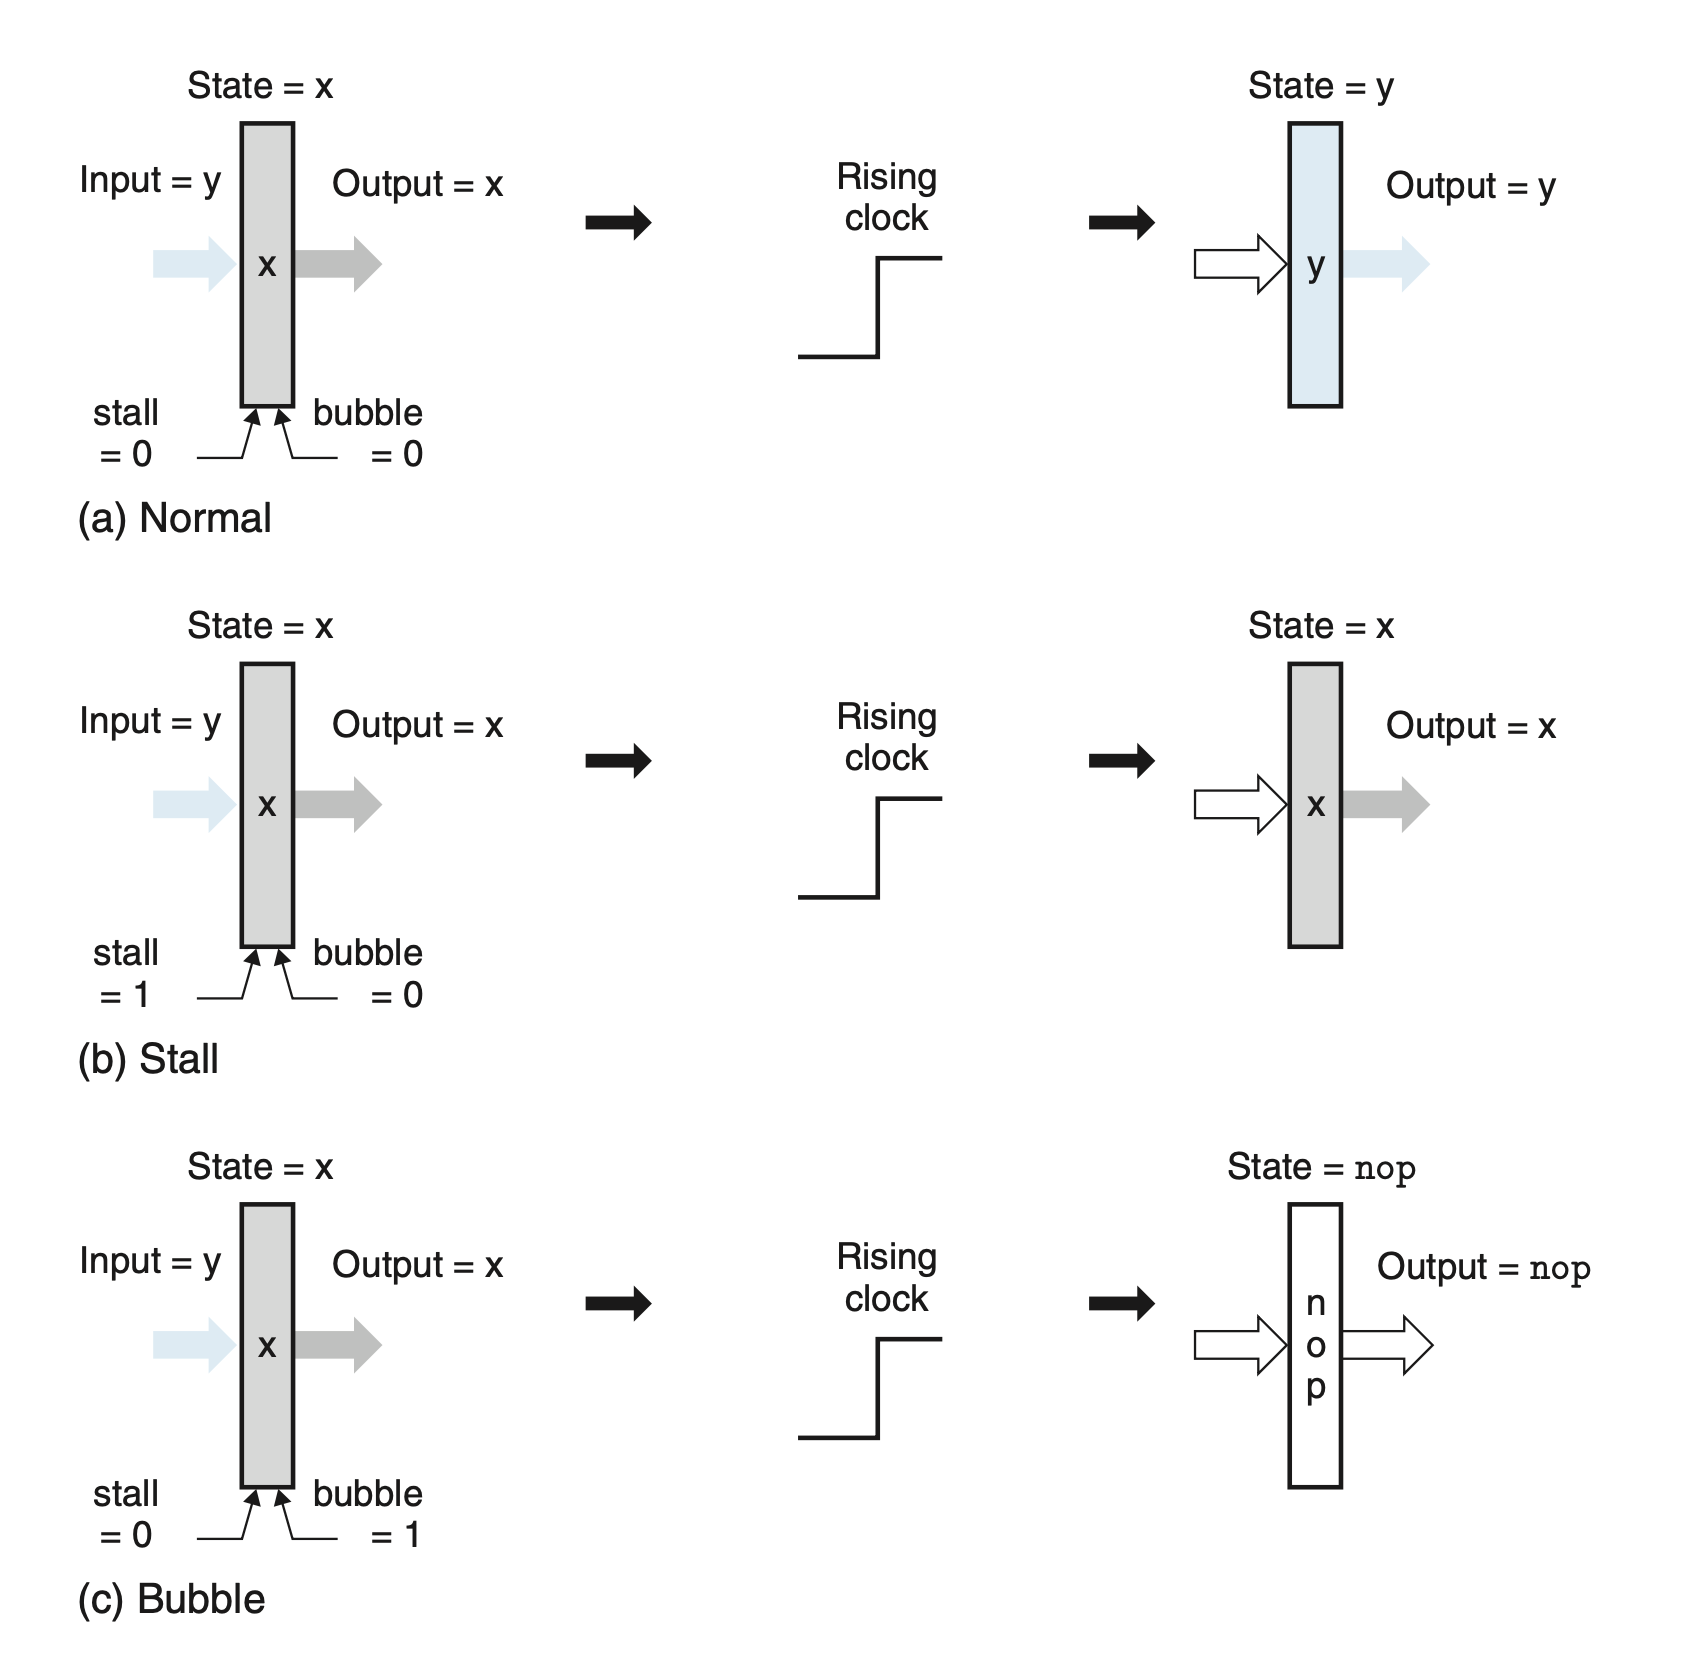 State = x
State = y
Input = y
Output = x
Rising
clock
Output = y
x
y
stall
= 0
bubble
= 0
(a) Normal
State = x
State = x
Input = y
Output = x
Rising
clock
Output = x
x
x
stall
= 1
bubble
= 0
(b) Stall
State = x
State = nop
Input = y
Output = x
Rising
clock
Output = nop
x
n
o
p
stall
= 0
bubble
= 1
(c) Bubble